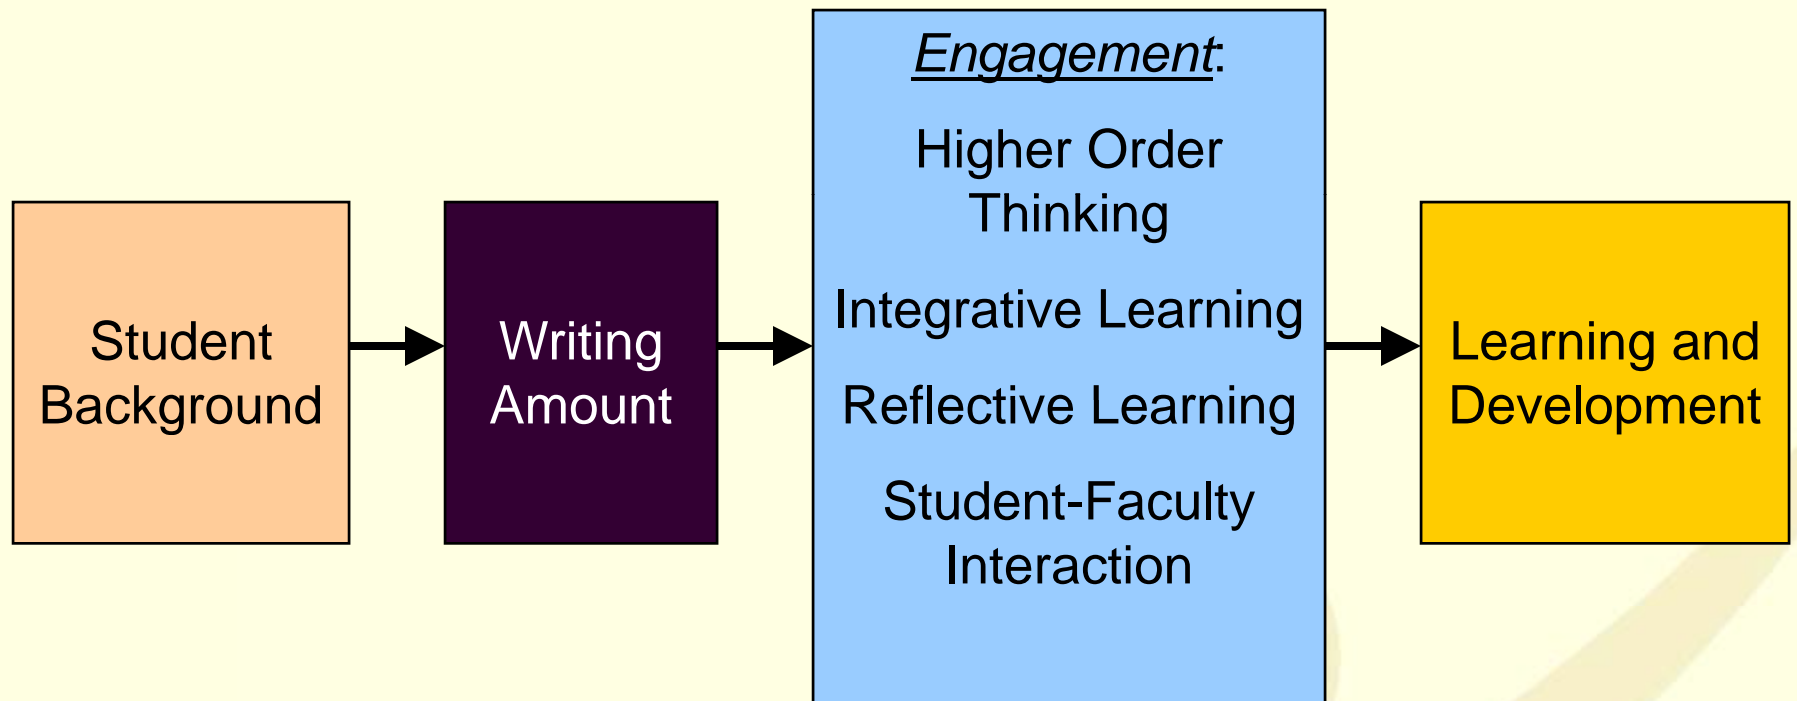 Student
Background
Writing
Amount
Engagement:
Higher Order
Thinking
Integrative Learning
Reflective Learning
Student-Faculty
Interaction
Learning and
Development